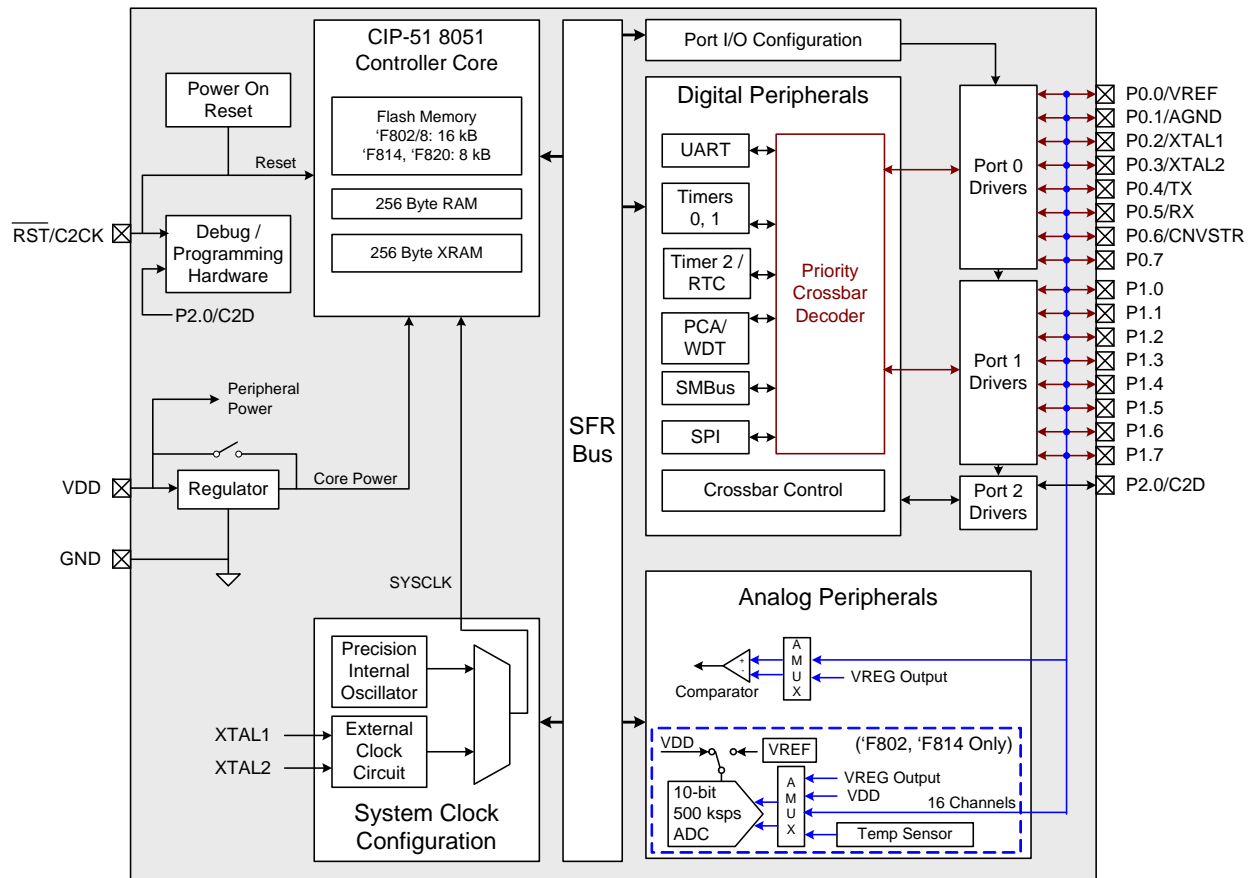 CIP-51 8051
Controller Core
Flash Memory
‘F802/8: 16 kB
‘F814, ‘F820: 8 kB
256 Byte RAM
256 Byte XRAM
Power On
Reset
Reset
RST/C2CK
Debug /
Programming
Hardware
P2.0/C2D
Peripheral
Power
VDD
Regulator
Core Power
GND
SYSCLK
Precision
Internal
Oscillator
XTAL1
XTAL2
External
Clock
Circuit
System Clock
Configuration
SFR
Bus
Port I/O Configuration
Digital Peripherals
UART
Timers
0, 1
Timer 2 /
RTC
PCA/
WDT
SMBus
SPI
Priority
Crossbar
Decoder
Crossbar Control
Port 0
Drivers
Port 1
Drivers
Port 2
Drivers
P0.0/VREF
P0.1/AGND
P0.2/XTAL1
P0.3/XTAL2
P0.4/TX
P0.5/RX
P0.6/CNVSTR
P0.7
P1.0
P1.1
P1.2
P1.3
P1.4
P1.5
P1.6
P1.7
P2.0/C2D
Analog Peripherals
+
-
Comparator
A
M
U
X
VREG Output
(‘F802, ‘F814 Only)
VDD
VREF
10-bit
500 ksps
ADC
A
M
U
X
VREG Output
VDD
16 Channels
Temp Sensor